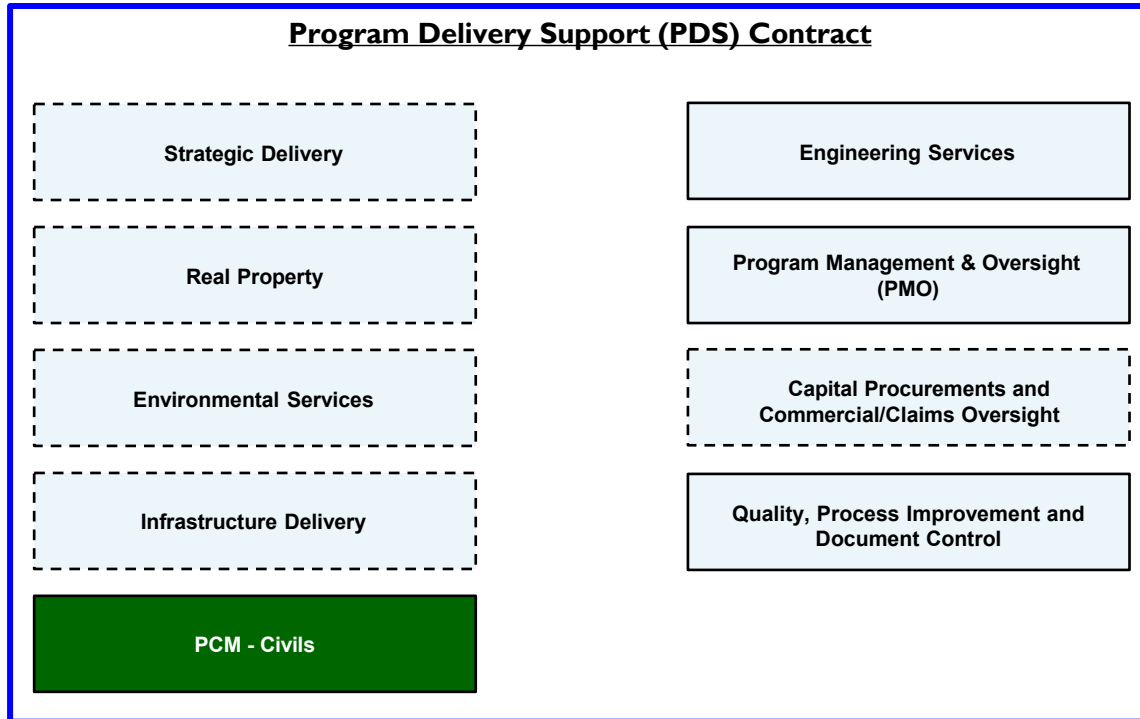 Program Delivery Support (PDS) Contract
Strategic Delivery
Real Property
Environmental Services
Infrastructure Delivery
PCM - Civils
Engineering Services
Program Management & Oversight
(PMO)
Capital Procurements and
Commercial/Claims Oversight
Quality, Process Improvement and
Document Control